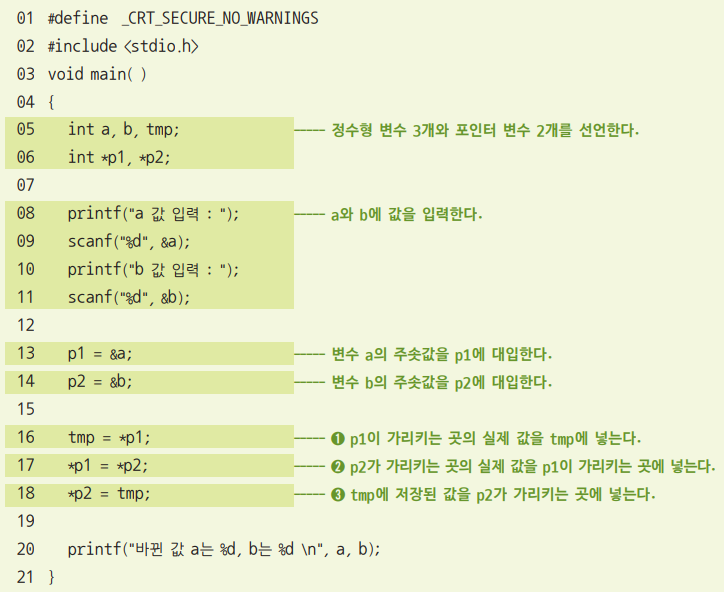 01 #define _CRT_SECURE_NO_WARNINGS
02 #include <stdio.h>
03 void main( )
04 {
05 int a, b, tmp; 정수형 변수 3개와 포인터 변수 2개를 선언한다.
06 int *p1, *p2;
07
08 printf("a 값 입력 : "); a와 b에 값을 입력한다.
09 scanf("%d", &a);
10 printf("b 값 입력 : ");
11 scanf("%d", &b);
12
13 p1 = &a; 변수 a의 주솟값을 p1에 대입한다.
14 p2 = &b; 변수 b의 주솟값을 p2에 대입한다.
15
16 tmp = *p1; ❶ p1이 가리키는 곳의 실제 값을 tmp에 넣는다.
17 *p1 = *p2; ❷ p2가 가리키는 곳의 실제 값을 p1이 가리키는 곳에 넣는다.
18 *p2 = tmp; ❸ tmp에 저장된 값을 p2가 가리키는 곳에 넣는다.
19
20 printf("바뀐 값 a는 %d, b는 %d \n", a, b);
21 }